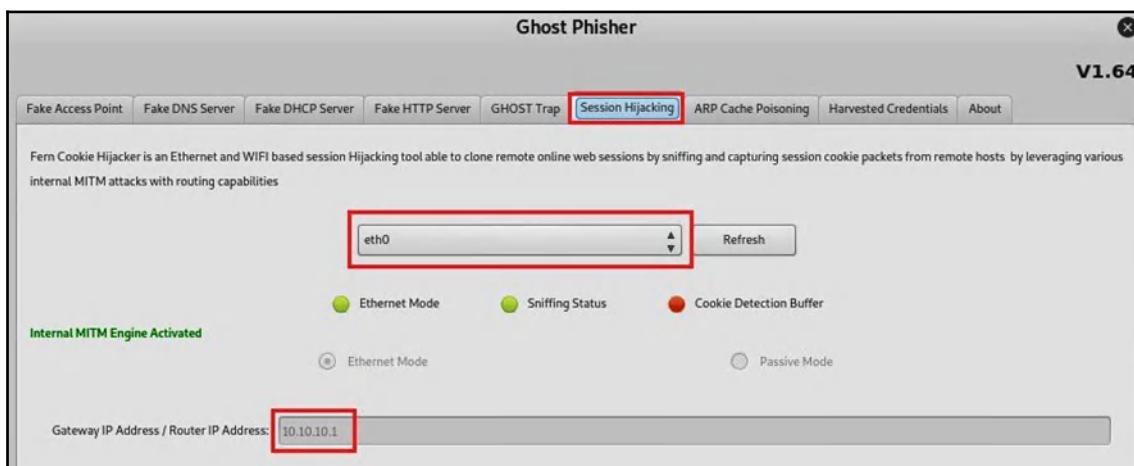 Ghost Phisher
V1.64
Fake Access Point Fake DNS Server Fake DHCP Server Fake HTTP Server GHOST Trap Session Hijacking ARP Cache Poisoning Harvested Credentials About
Fern Cookie Hijacker is an Ethernet and WIFI based session Hijacking tool able to clone remote online web sessions by sniffing and capturing session cookie packets from remote hosts by leveraging various
internal MITM attacks with routing capabilities
eth0 Refresh
Ethernet Mode Sniffing Status Cookie Detection Buffer
Internal MITM Engine Activated
Ethernet Mode Passive Mode
Gateway IP Address / Router IP Address: 10.10.10.1